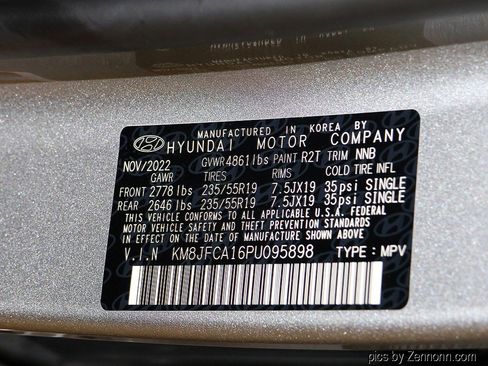 MANUFACTURED IN KOREA BY
HYUNDAI MOTOR COMPANY
NOV/2022 GVWR 4861 lbs PAINT R2T TRIM NNB
GAWR TIRES RIMS COLD TIRE INFL
FRONT 2778 lbs 235/55R19 7.5JX19 35psi SINGLE
REAR 2646 lbs 235/55R19 7.5JX19 35psi SINGLE
THIS VEHICLE CONFORMS TO ALL APPLICABLE U.S.A. FEDERAL
MOTOR VEHICLE SAFETY, BUMPER, AND THEFT PREVENTION STANDARDS
IN EFFECT ON THE DATE OF MANUFACTURE SHOWN ABOVE
V.I.N KM8JFCA16PU095898 TYPE : MPV
pics by Zennonn.com